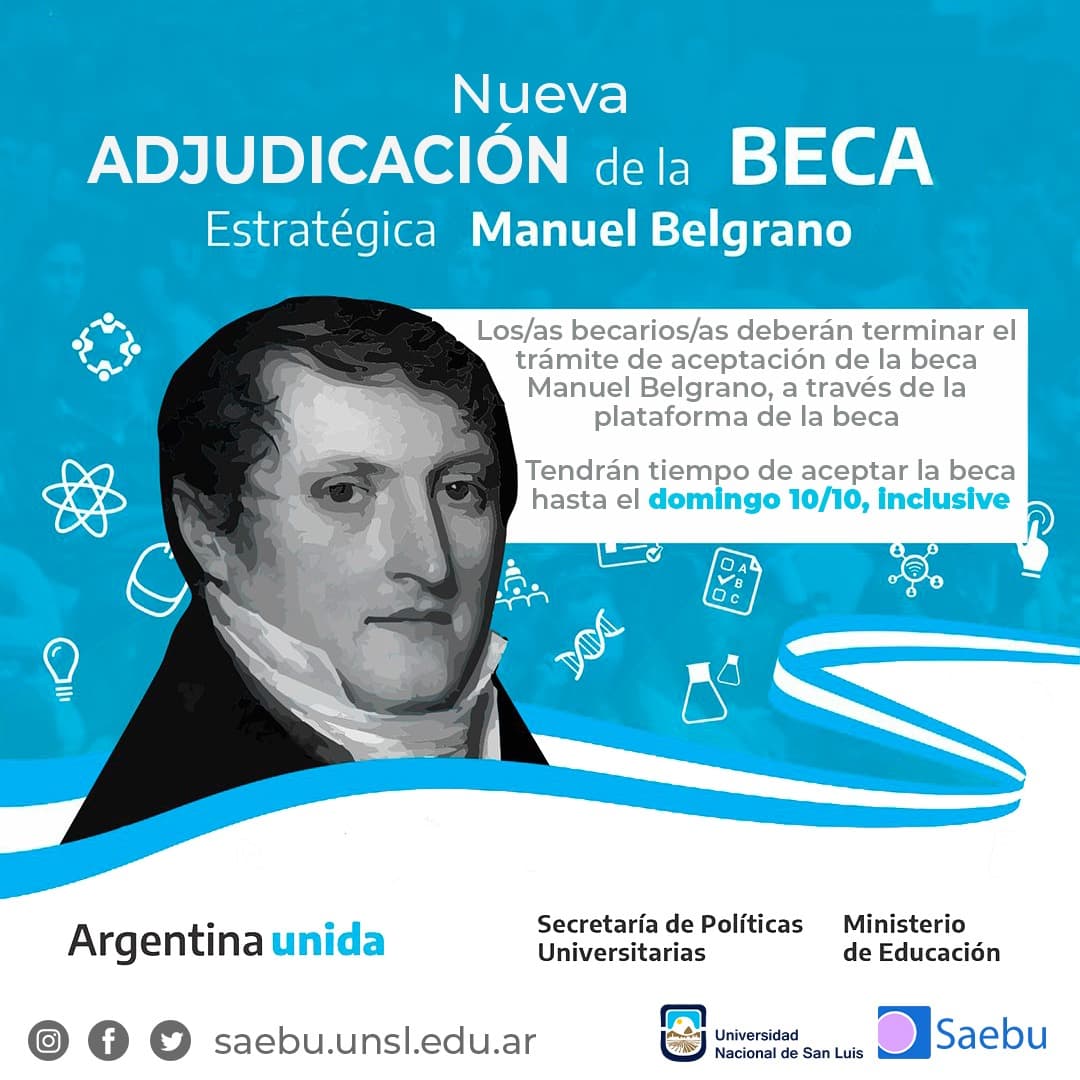 Nueva
ADJUDICACIÓN de la BECA
Estratégica Manuel Belgrano
Los/as becarios/as deberán terminar el
trámite de aceptación de la beca
Manuel Belgrano, a través de la
plataforma de la beca
Tendrán tiempo de aceptar la beca
hasta el domingo 10/10, inclusive
A
B
C
Argentina unida
Secretaría de Políticas
Universitarias
Ministerio
de Educación
saebu.unsl.edu.ar
Universidad
Nacional de San Luis
Saebu